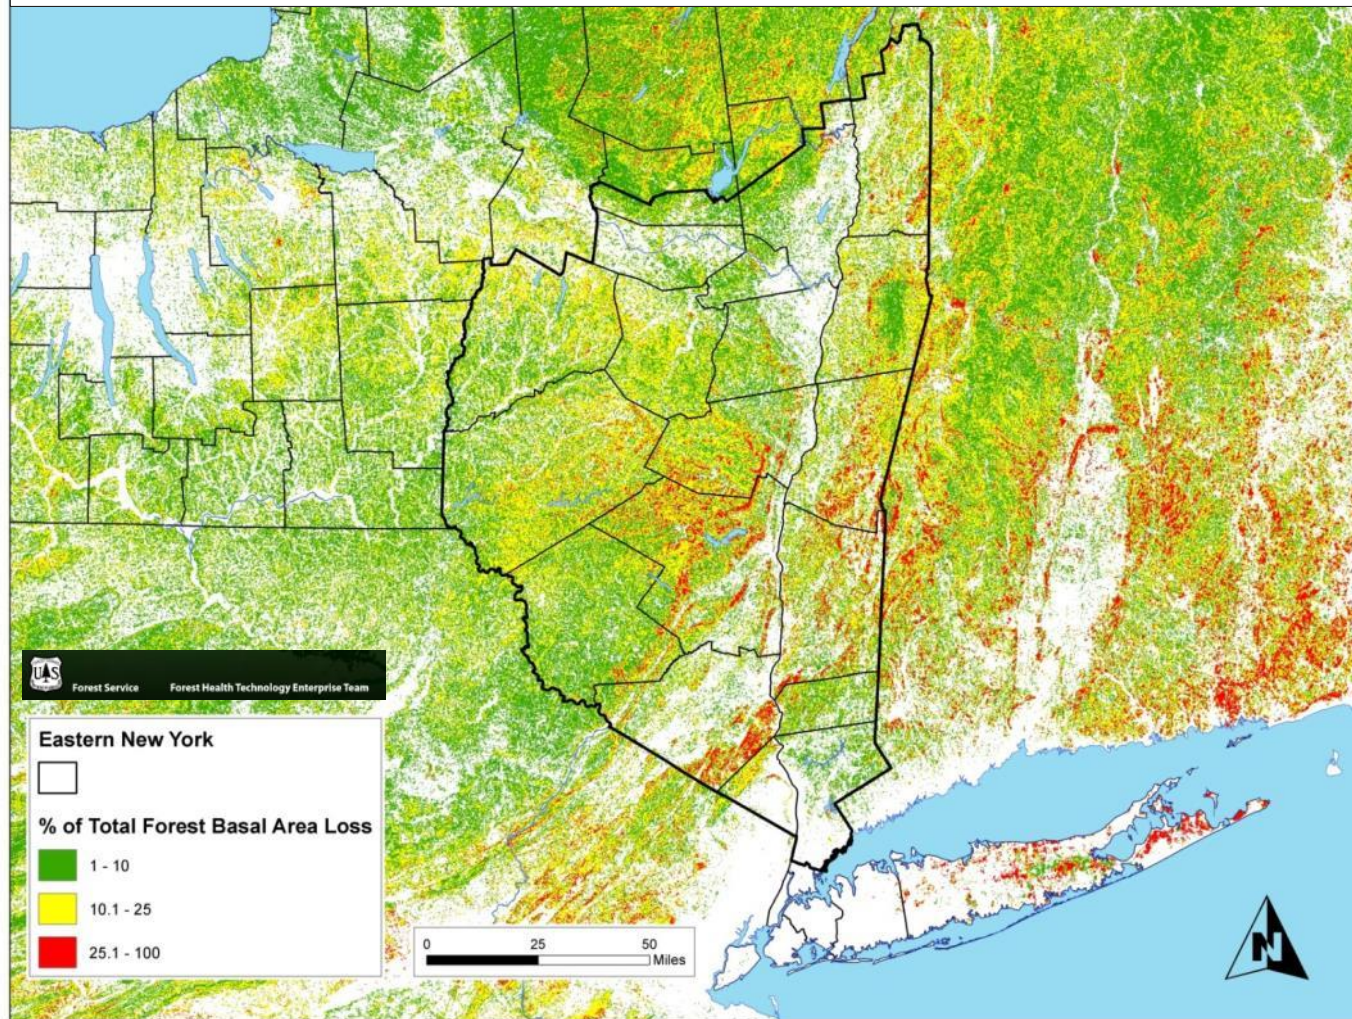 US
Forest Service Forest Health Technology Enterprise Team
Eastern New York
% of Total Forest Basal Area Loss
1 - 10
10.1 - 25
25.1 - 100
0 25 50
Miles
N